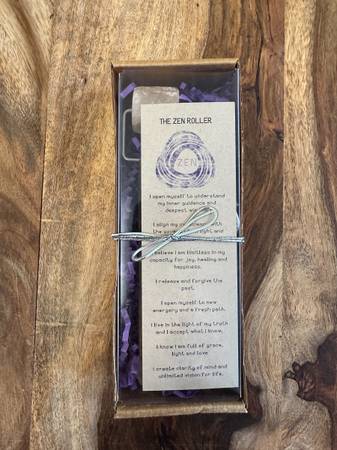 THE ZEN ROLLER
ZEN
I open myself to understand
my inner guidance and
deepest
I align my
with
the
light and
I believe I am limitless in my
capacity for joy, healing and
happiness.
I release and forgive the
past.
I open myself to new
energery and a fresh path.
I live in the light of my truth
and I accept what I know.
I know I am full of grace,
light and love
I create clarity of mind and
unlimited vision for life.